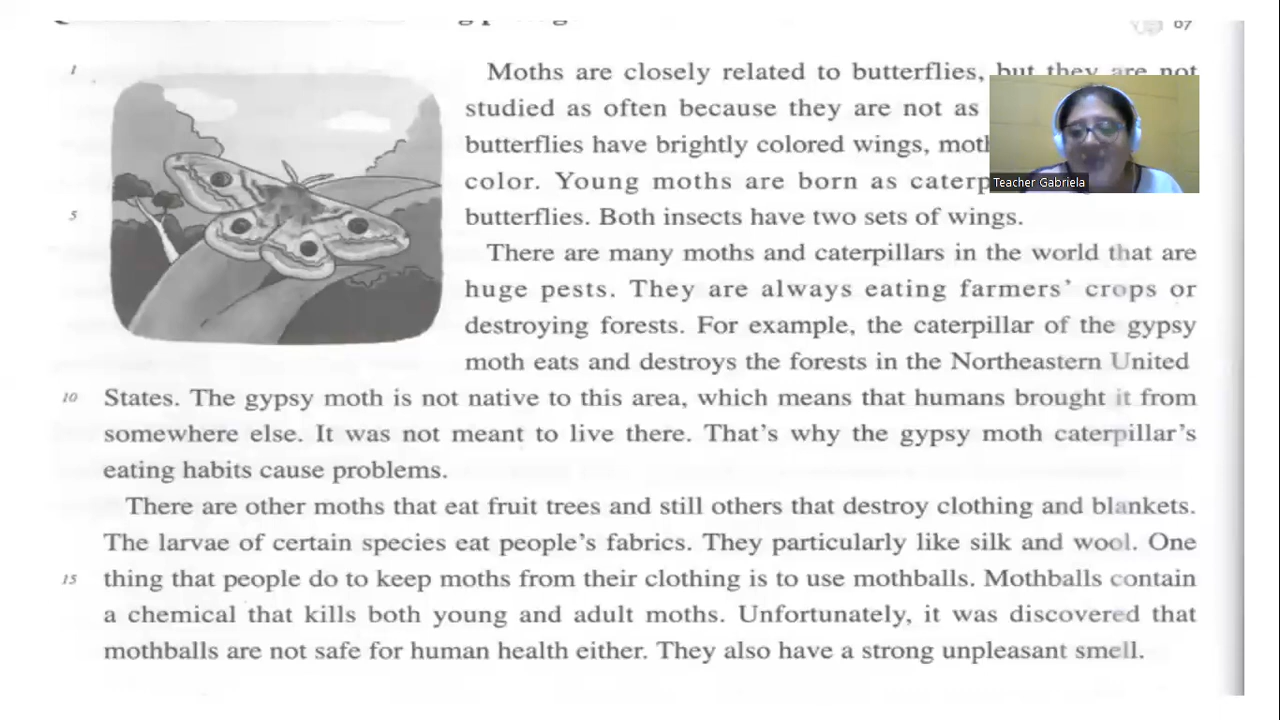 67
1
Moths are closely related to butterflies, but they are not
studied as often because they are not as
butterflies have brightly colored wings,
color. Young moths are born as
butterflies. Both insects have two sets of wings.
5
There are many moths and caterpillars in the world that are
huge pests. They are always eating farmers' crops or
destroying forests. For example, the caterpillar of the gypsy
moth eats and destroys the forests in the Northeastern United
10 States. The gypsy moth is not native to this area, which means that humans brought it from
somewhere else. It was not meant to live there. That's why the gypsy moth caterpillar's
eating habits cause problems.
There are other moths that eat fruit trees and still others that destroy clothing and blankets.
The larvae of certain species eat people's fabrics. They particularly like silk and wool. One
15 thing that people do to keep moths from their clothing is to use mothballs. Mothballs contain
a chemical that kills both young and adult moths. Unfortunately, it was discovered that
mothballs are not safe for human health either. They also have a strong unpleasant smell.
Teacher Gabriela